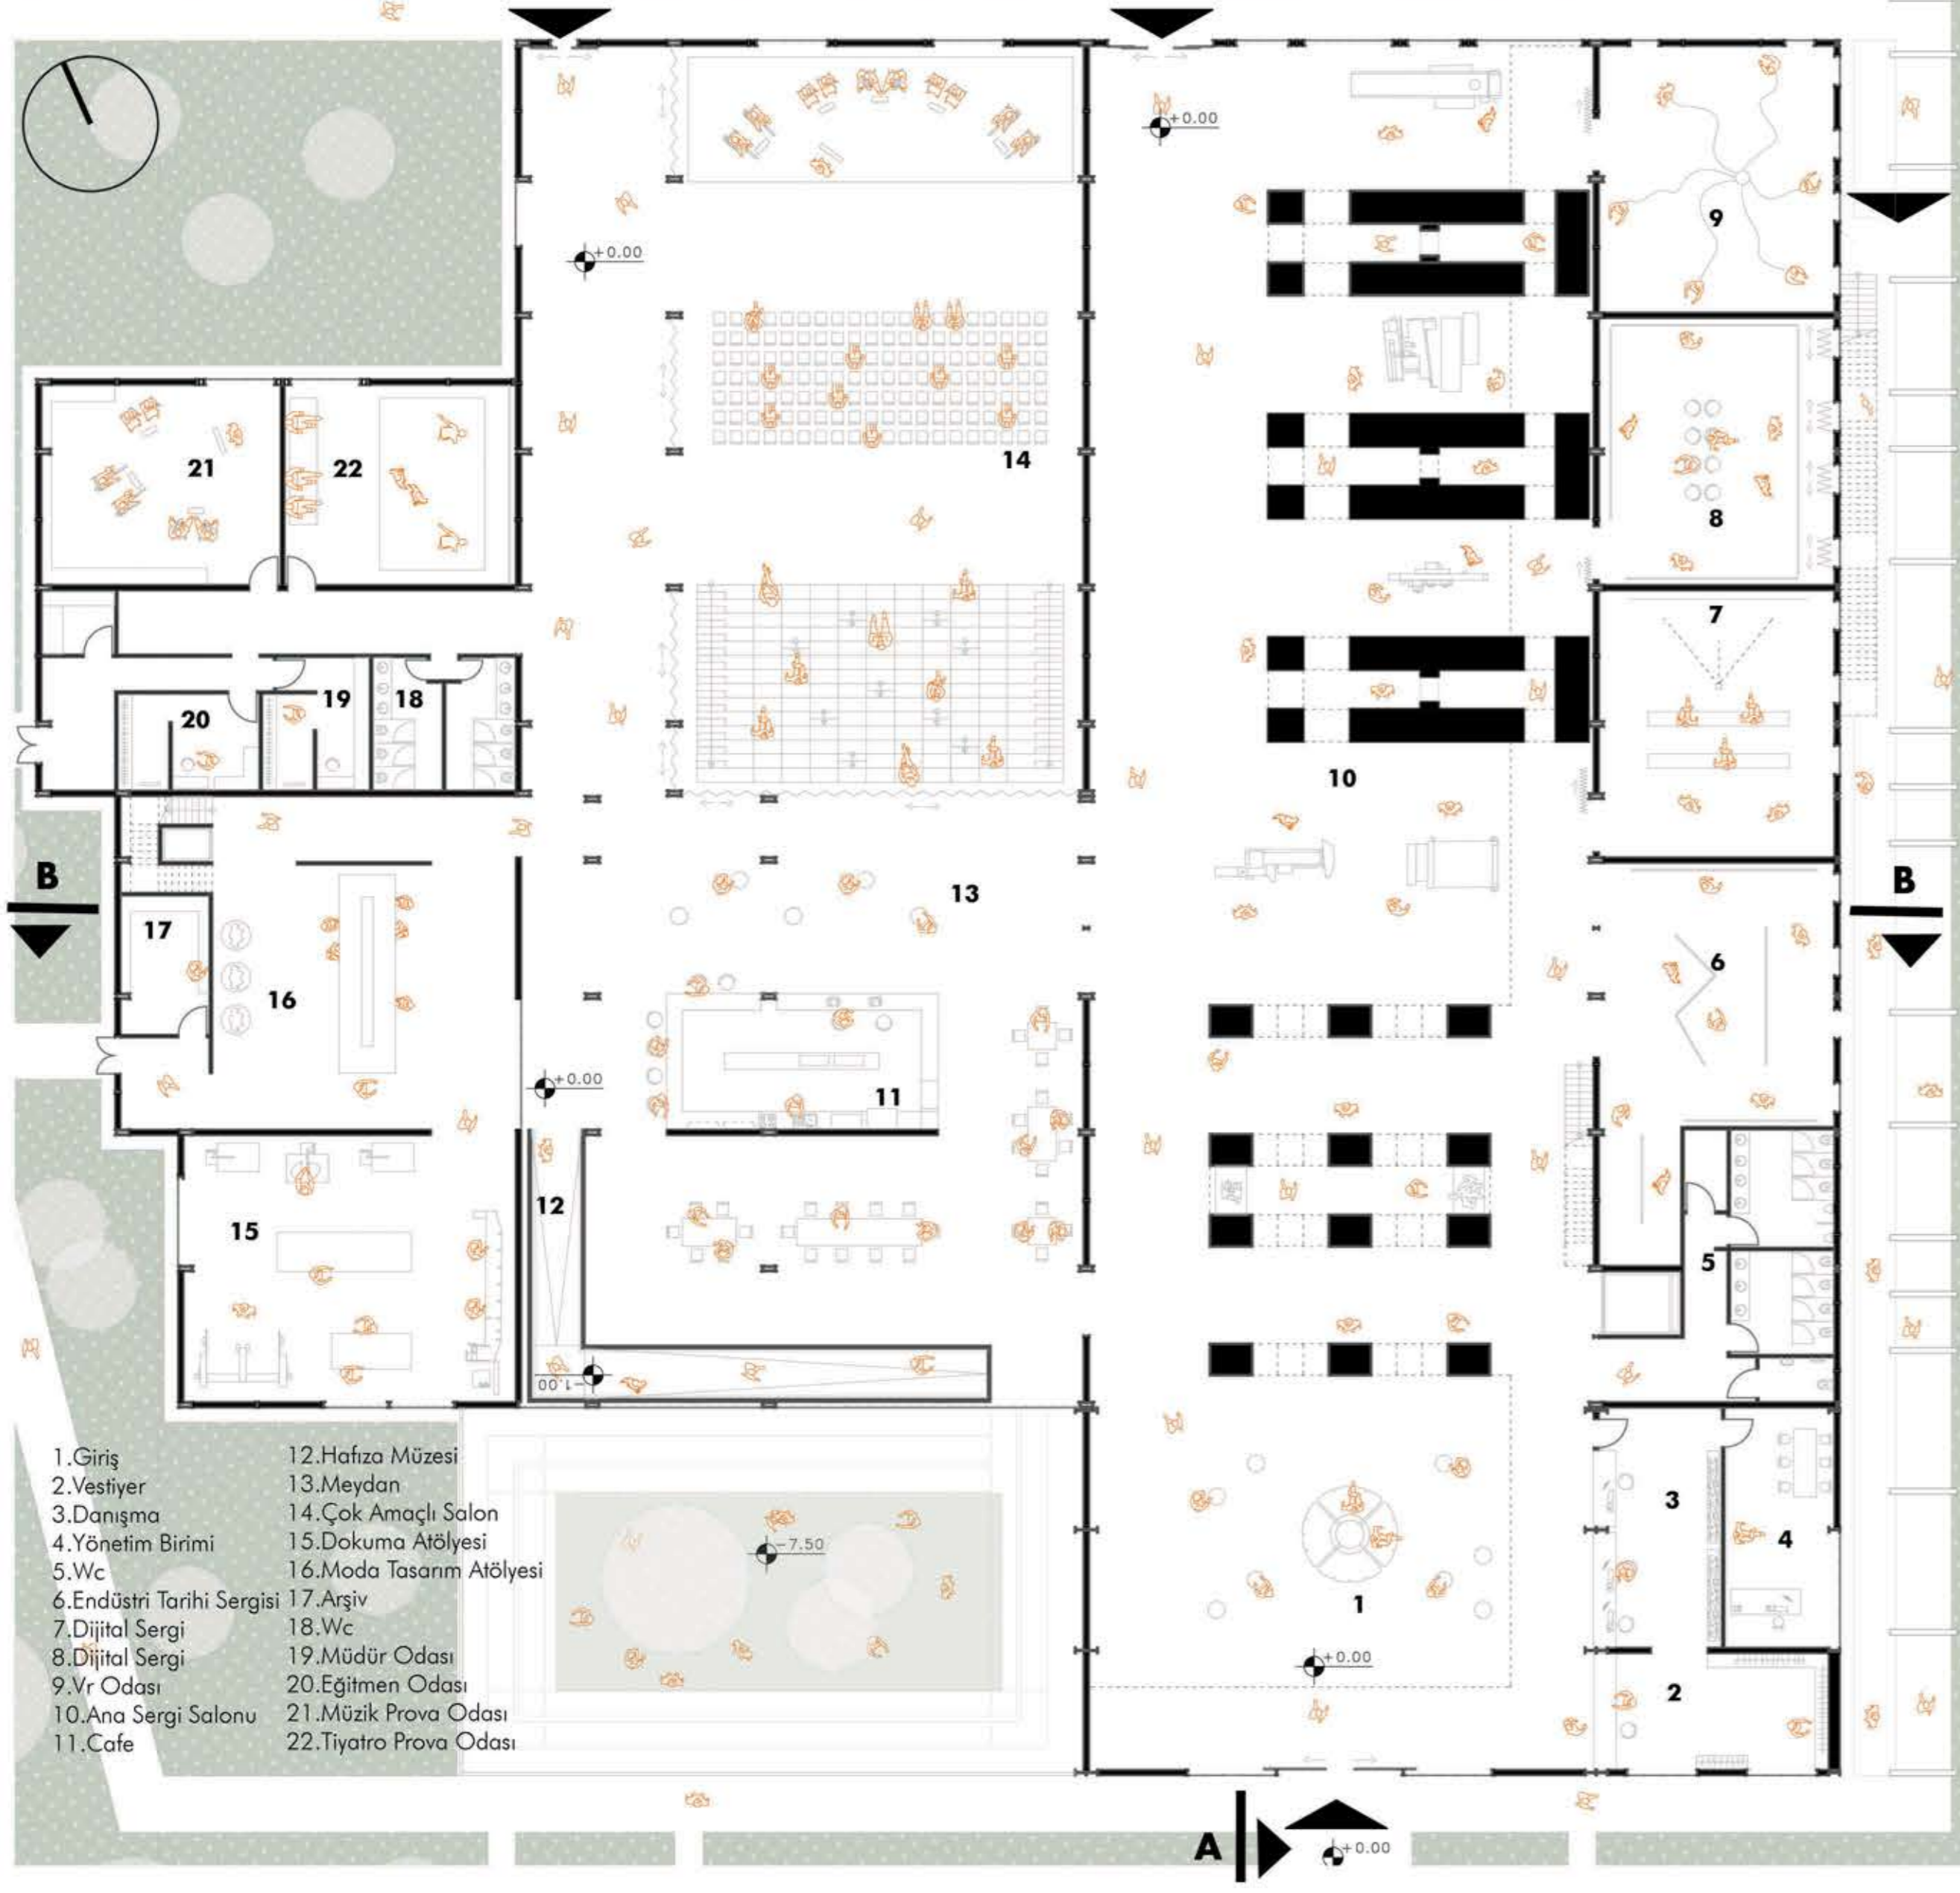 +0.00
9
+0.00
8
14
21
22
7
19
18
20
10
B
B
13
17
6
16
+0.00
11
12
15
5
-1.00
3
4
1
+0.00
2
-7.50
1.Giriş
2.Vestiyer
3.Danışma
4.Yönetim Birimi
5.Wc
6.Endüstri Tarihi Sergisi
7.Dijital Sergi
8.Dijital Sergi
9.Vr Odası
10.Ana Sergi Salonu
11.Cafe
12.Hafıza Müzesi
13.Meydan
14.Çok Amaçlı Salon
15.Dokuma Atölyesi
16.Moda Tasarım Atölyesi
17.Arşiv
18.Wc
19.Müdür Odası
20.Eğitmen Odası
21.Müzik Prova Odası
22.Tiyatro Prova Odası
A
+0.00